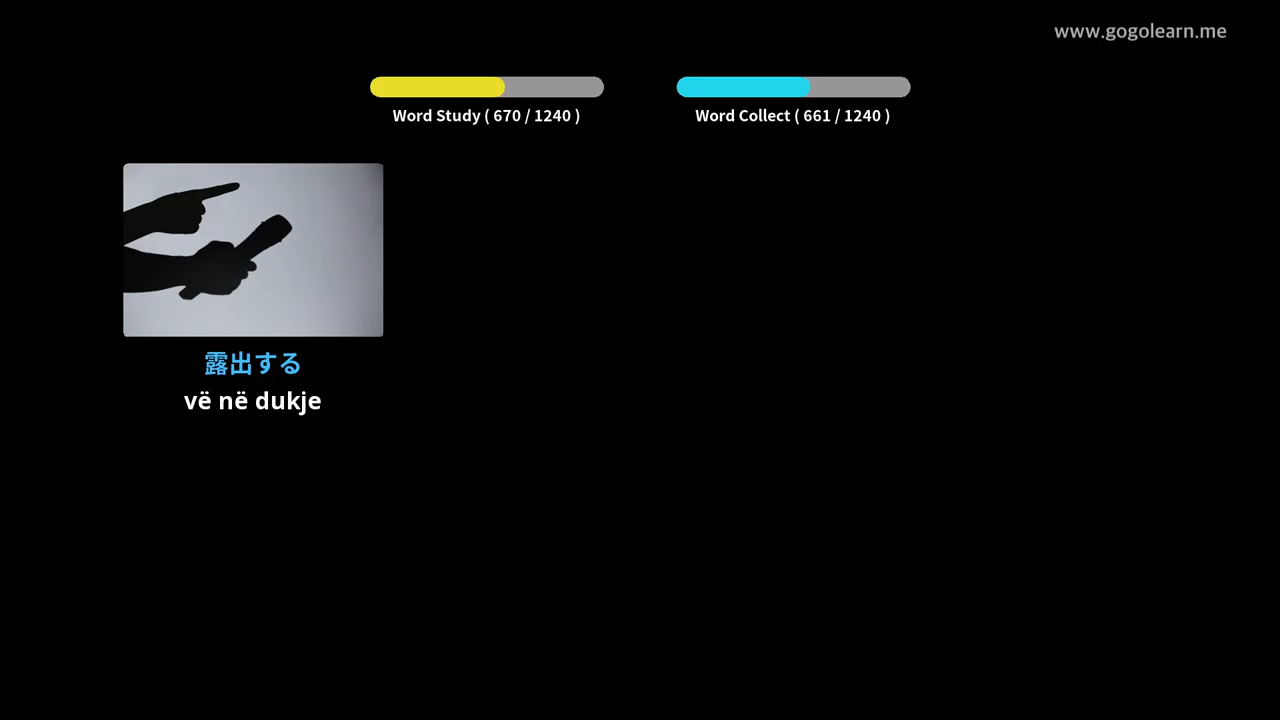 www.gogolearn.me
Word Study ( 670 / 1240 )
Word Collect ( 661 / 1240 )
露出する
vë në dukje